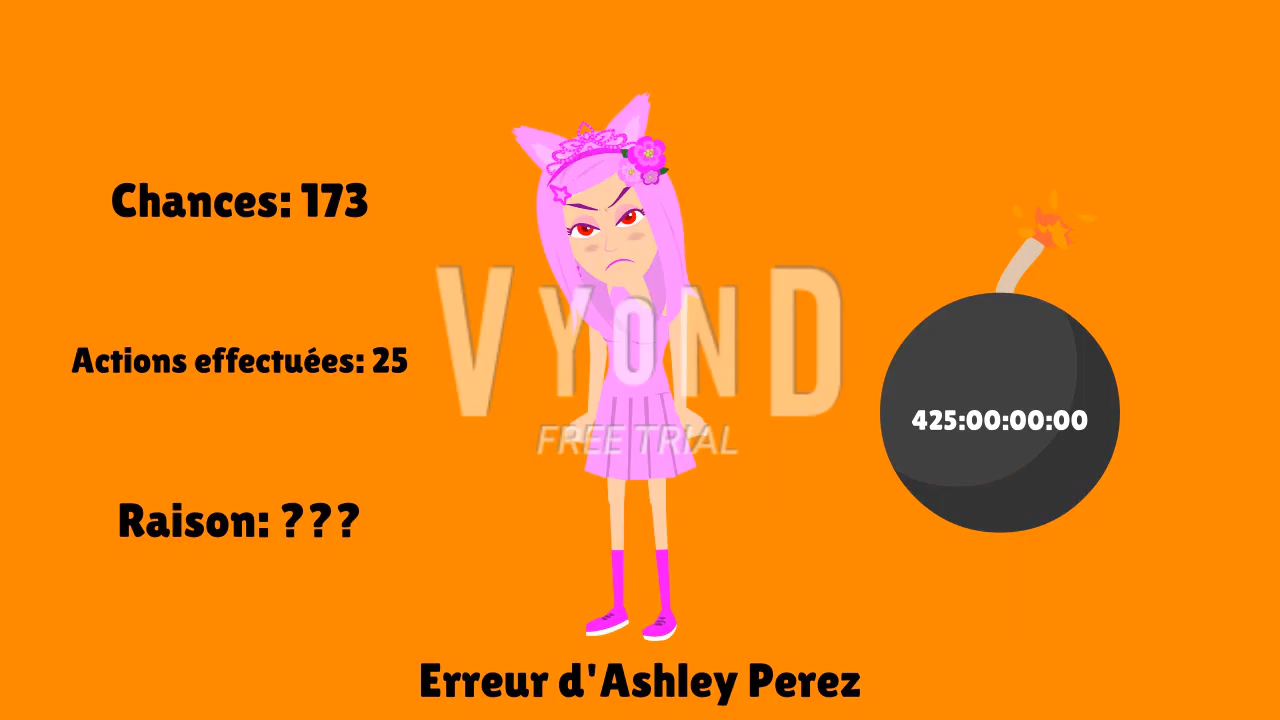 Chances: 173
Actions effectuées: 25
Raison: ???
VYOND
FREE TRIAL
425:00:00:00
Erreur d'Ashley Perez